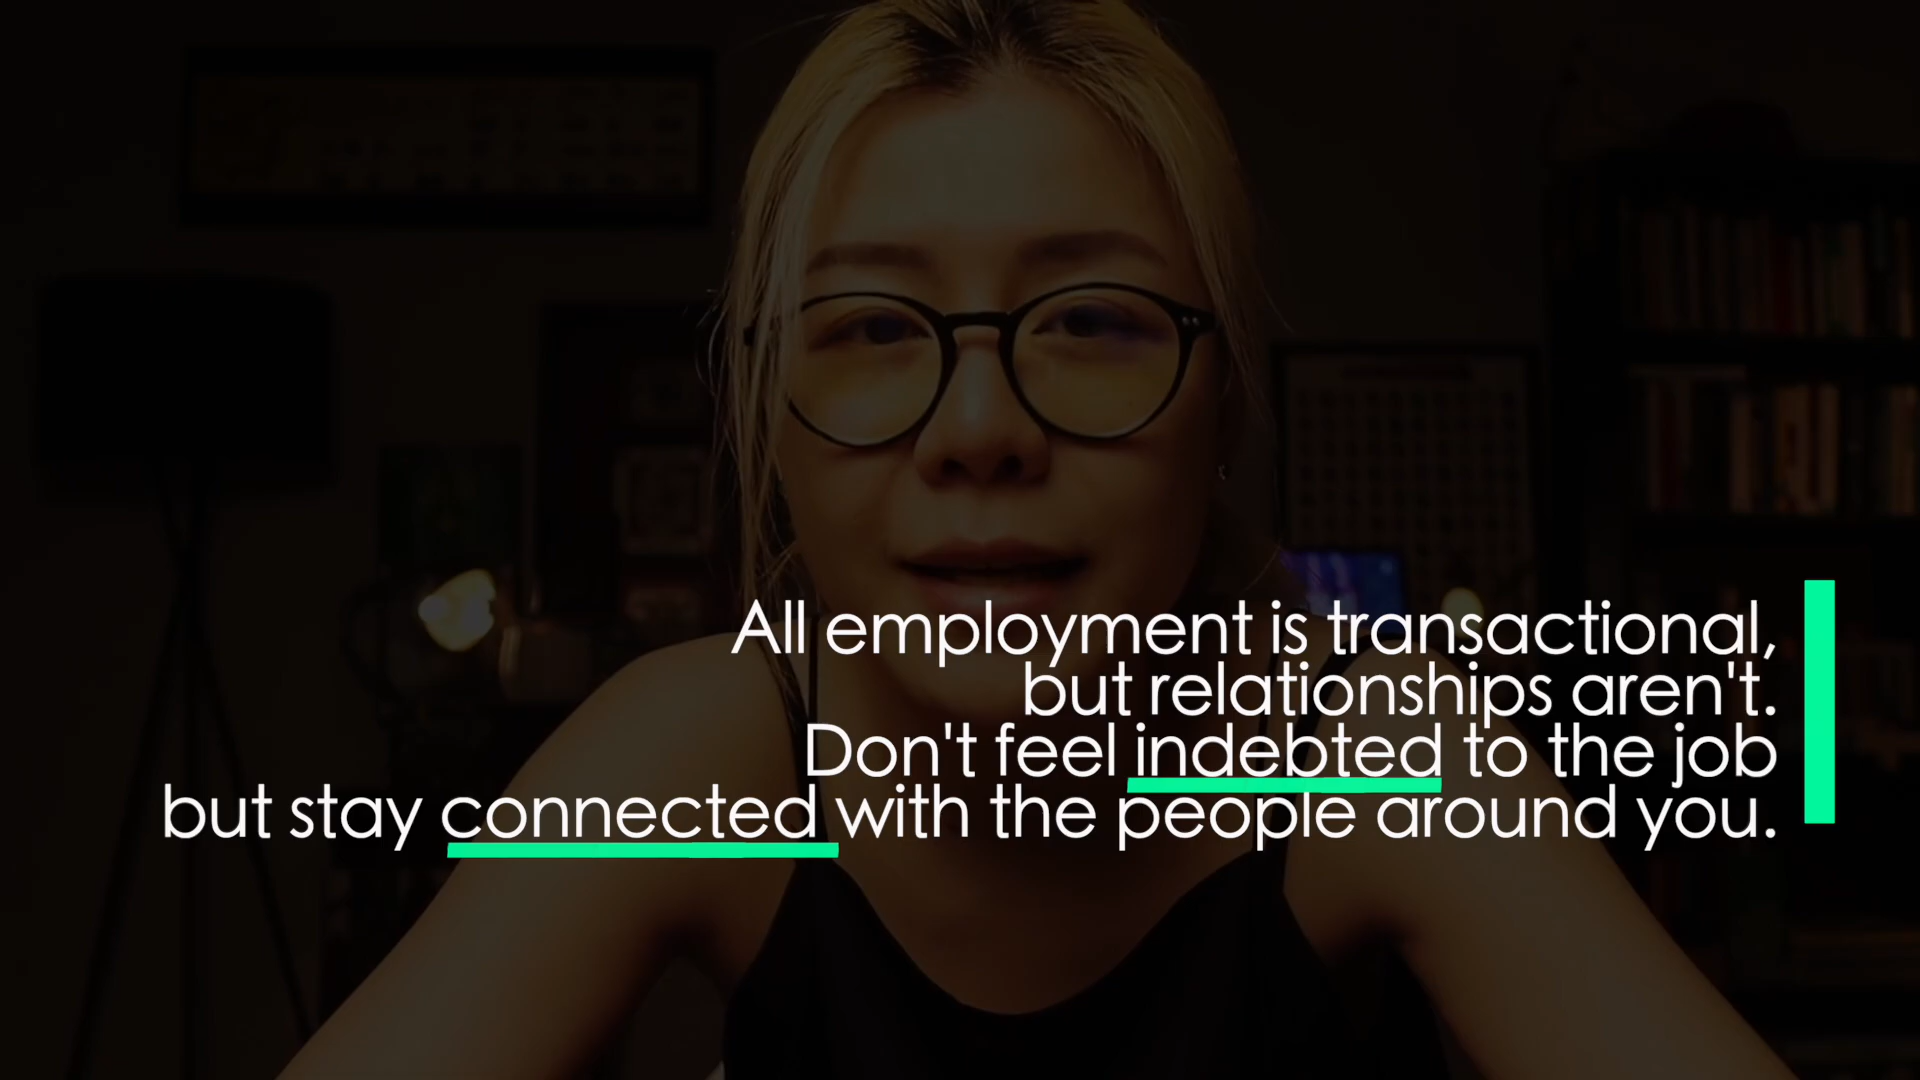 All employment is transactional,
but relationships aren't.
Don't feel indebted to the job
but stay connected with the people around you.